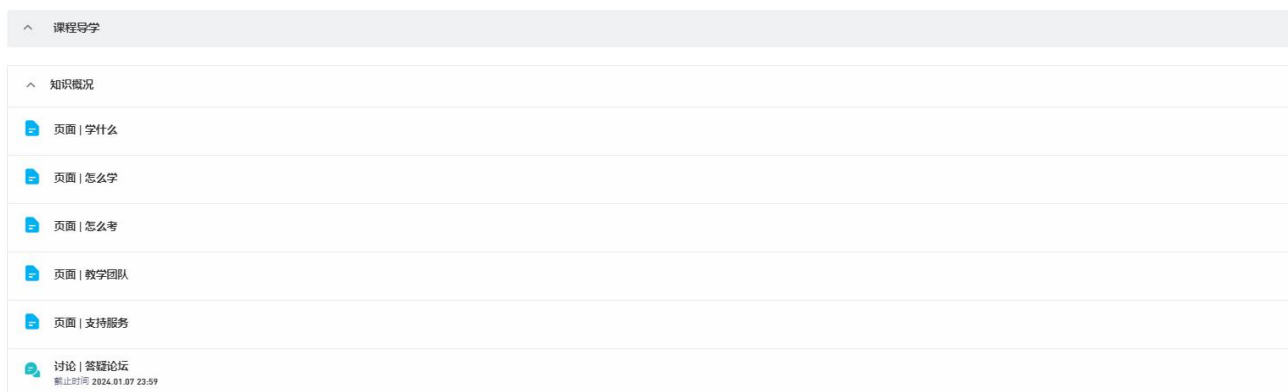 课程导学
知识概况
页面 | 学什么
页面 | 怎么学
页面 | 怎么考
页面 | 教学团队
页面 | 支持服务
讨论 | 答疑论坛
截止时间 2024.01.07 23:59